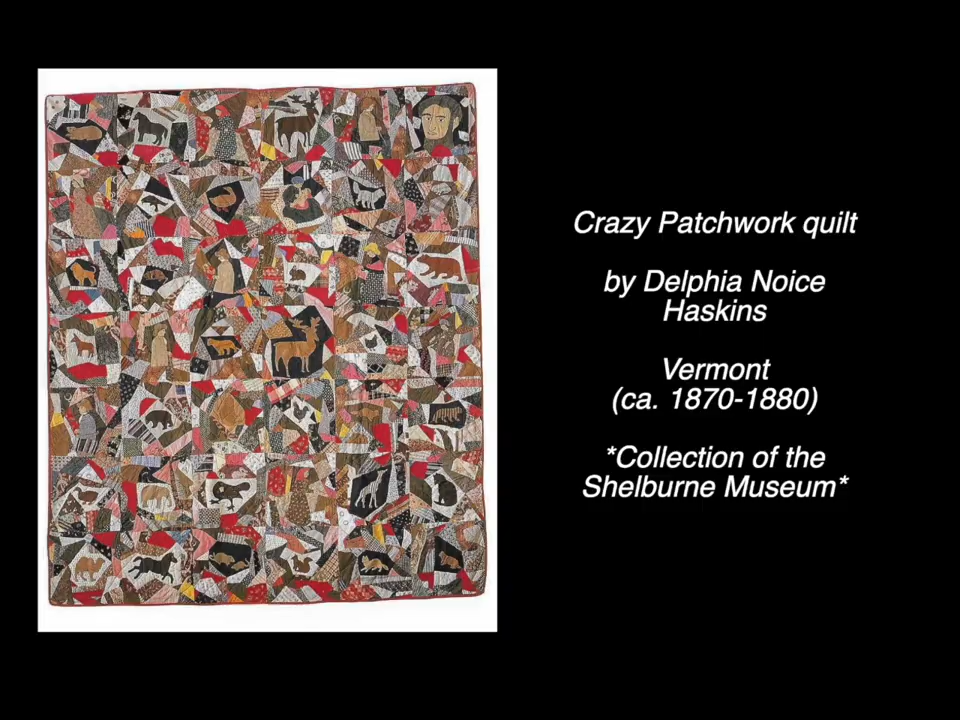 Crazy Patchwork quilt
by Delphia Noice
Haskins
Vermont
(ca. 1870-1880)
*Collection of the
Shelburne Museum*